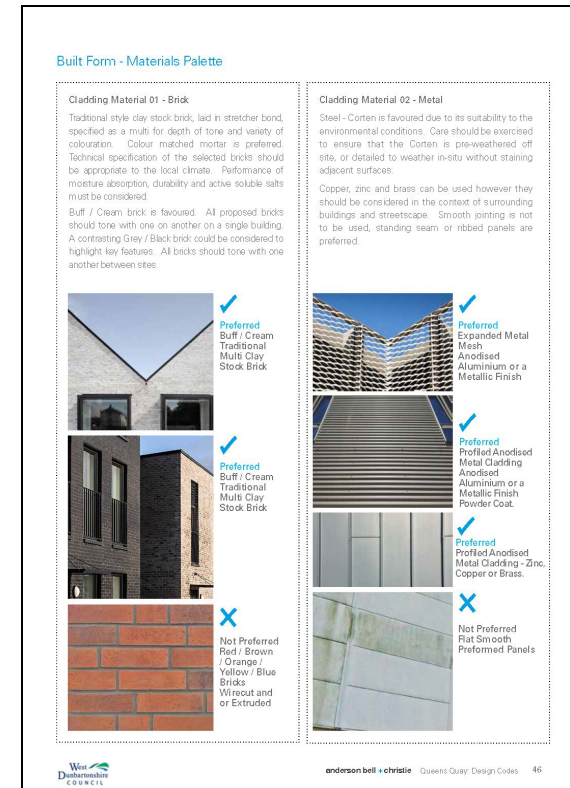 Built Form - Materials Palette
Cladding Material 01 - Brick
Traditional style clay stock brick, laid in stretcher bond,
specified as a multi for depth of tone and variety of
colouration. Colour matched mortar is preferred.
Technical specification of the selected bricks should
be appropriate to the local climate. Performance of
moisture absorption, durability and active soluble salts
must be considered.
Buff / Cream brick is favoured. All proposed bricks
should tone with one on another on a single building.
A contrasting Grey / Black brick could be considered to
highlight key features. All bricks should tone with one
another between sites.
Preferred
Buff / Cream
Traditional
Multi Clay
Stock Brick
Preferred
Buff / Cream
Traditional
Multi Clay
Stock Brick
Not Preferred
Red / Brown
/ Orange /
Yellow / Blue
Bricks
Wirecut and
or Extruded
Cladding Material 02 - Metal
Steel - Corten is favoured due to its suitability to the
environmental conditions. Care should be exercised
to ensure that the Corten is pre-weathered off
site, or detailed to weather in-situ without staining
adjacent surfaces.
Copper, zinc and brass can be used however they
should be considered in the context of surrounding
buildings and streetscape. Smooth jointing is not
to be used, standing seam or ribbed panels are
preferred.
Preferred
Expanded Metal
Mesh
Anodised
Aluminium or a
Metallic Finish
Preferred
Profiled Anodised
Metal Cladding
Anodised
Aluminium or a
Metallic Finish
Powder Coat.
Preferred
Profiled Anodised
Metal Cladding - Zinc,
Copper or Brass.
Not Preferred
Flat Smooth
Preformed Panels
West
Dunbartonshire
COUNCIL
anderson bell + christie Queens Quay: Design Codes 46